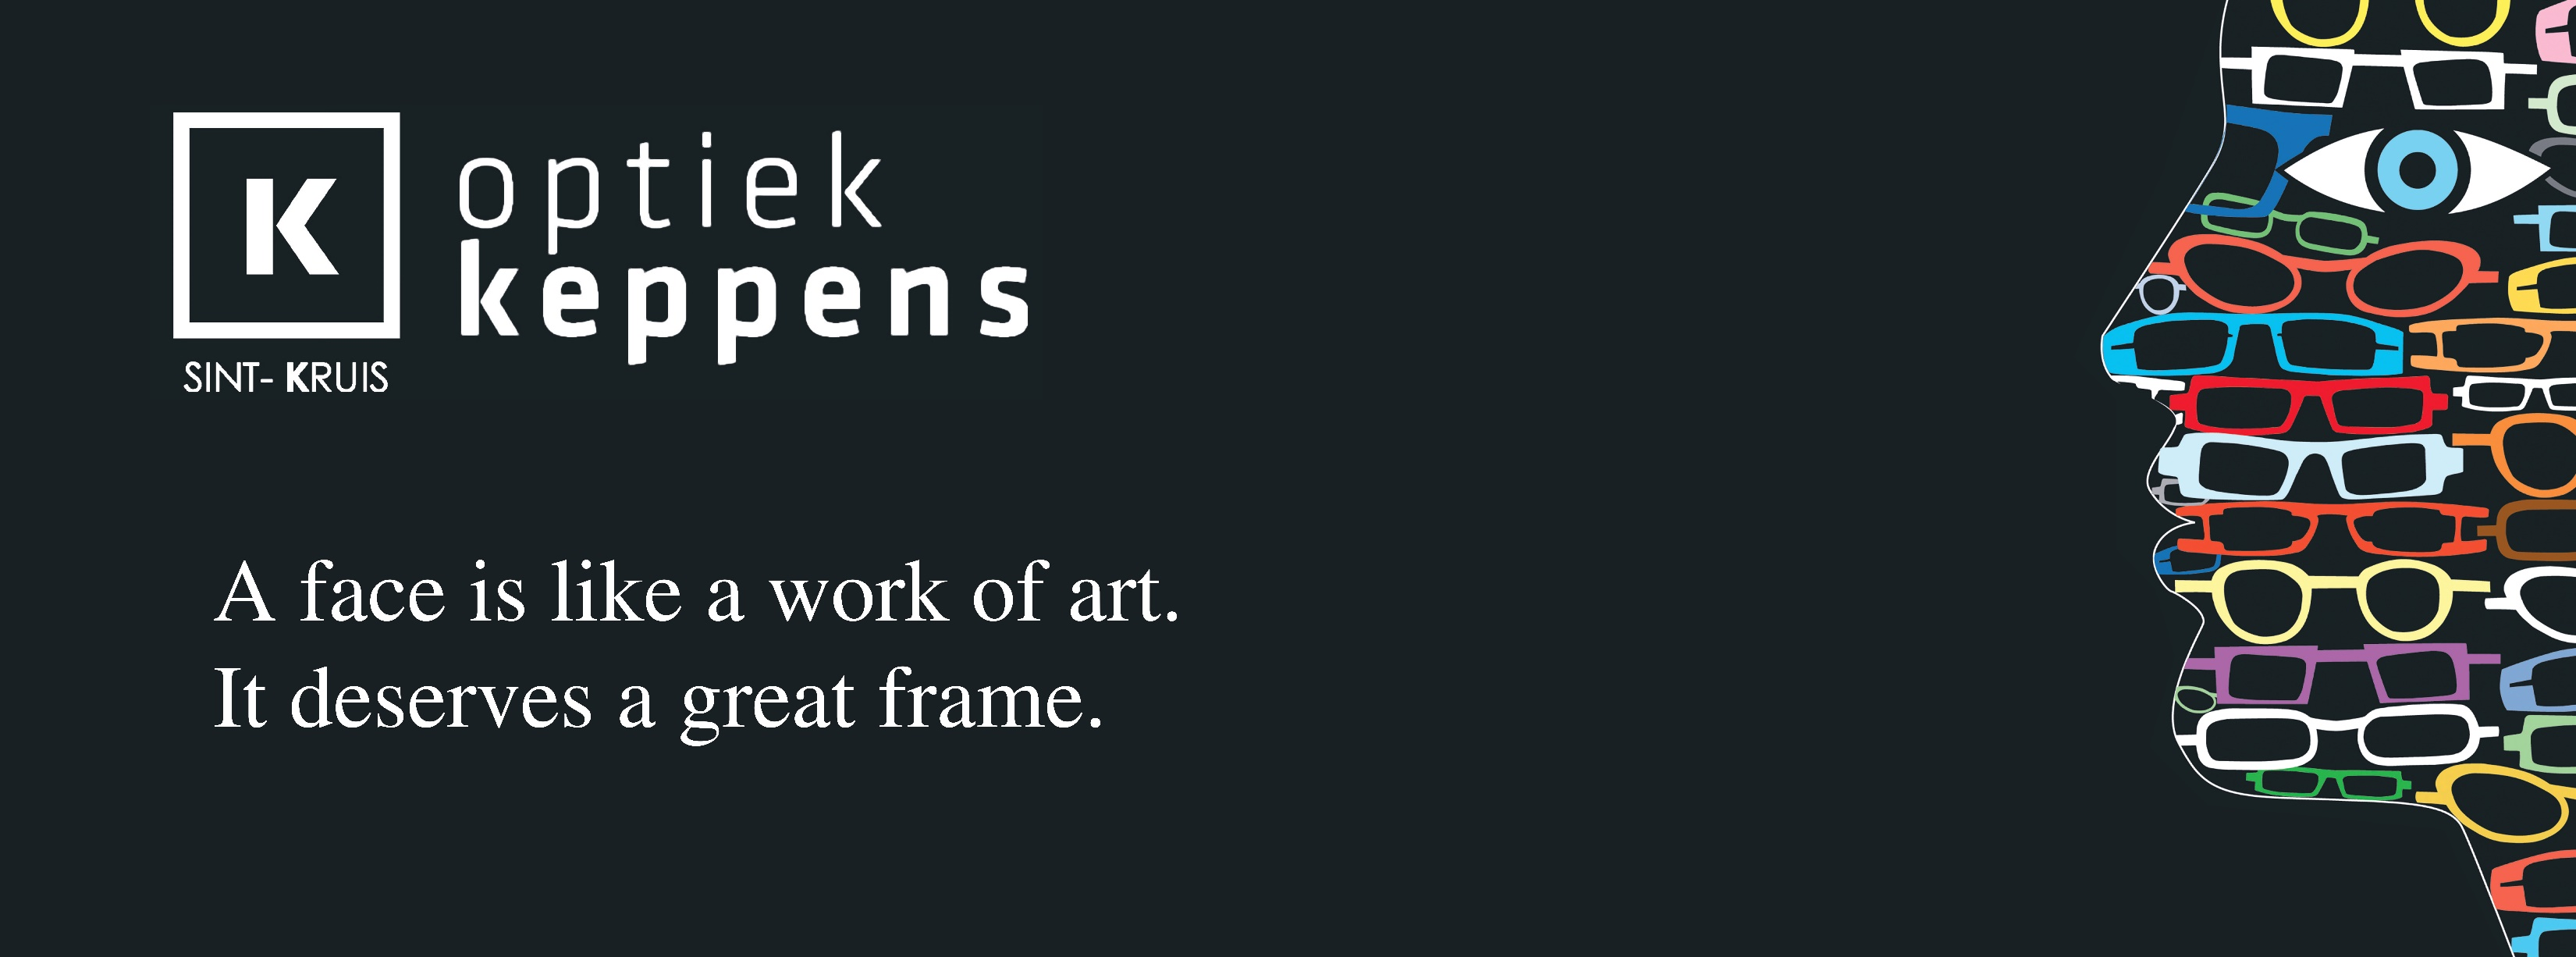 K
optiek
keppens
SINT- KRUIS
A face is like a work of art.
It deserves a great frame.